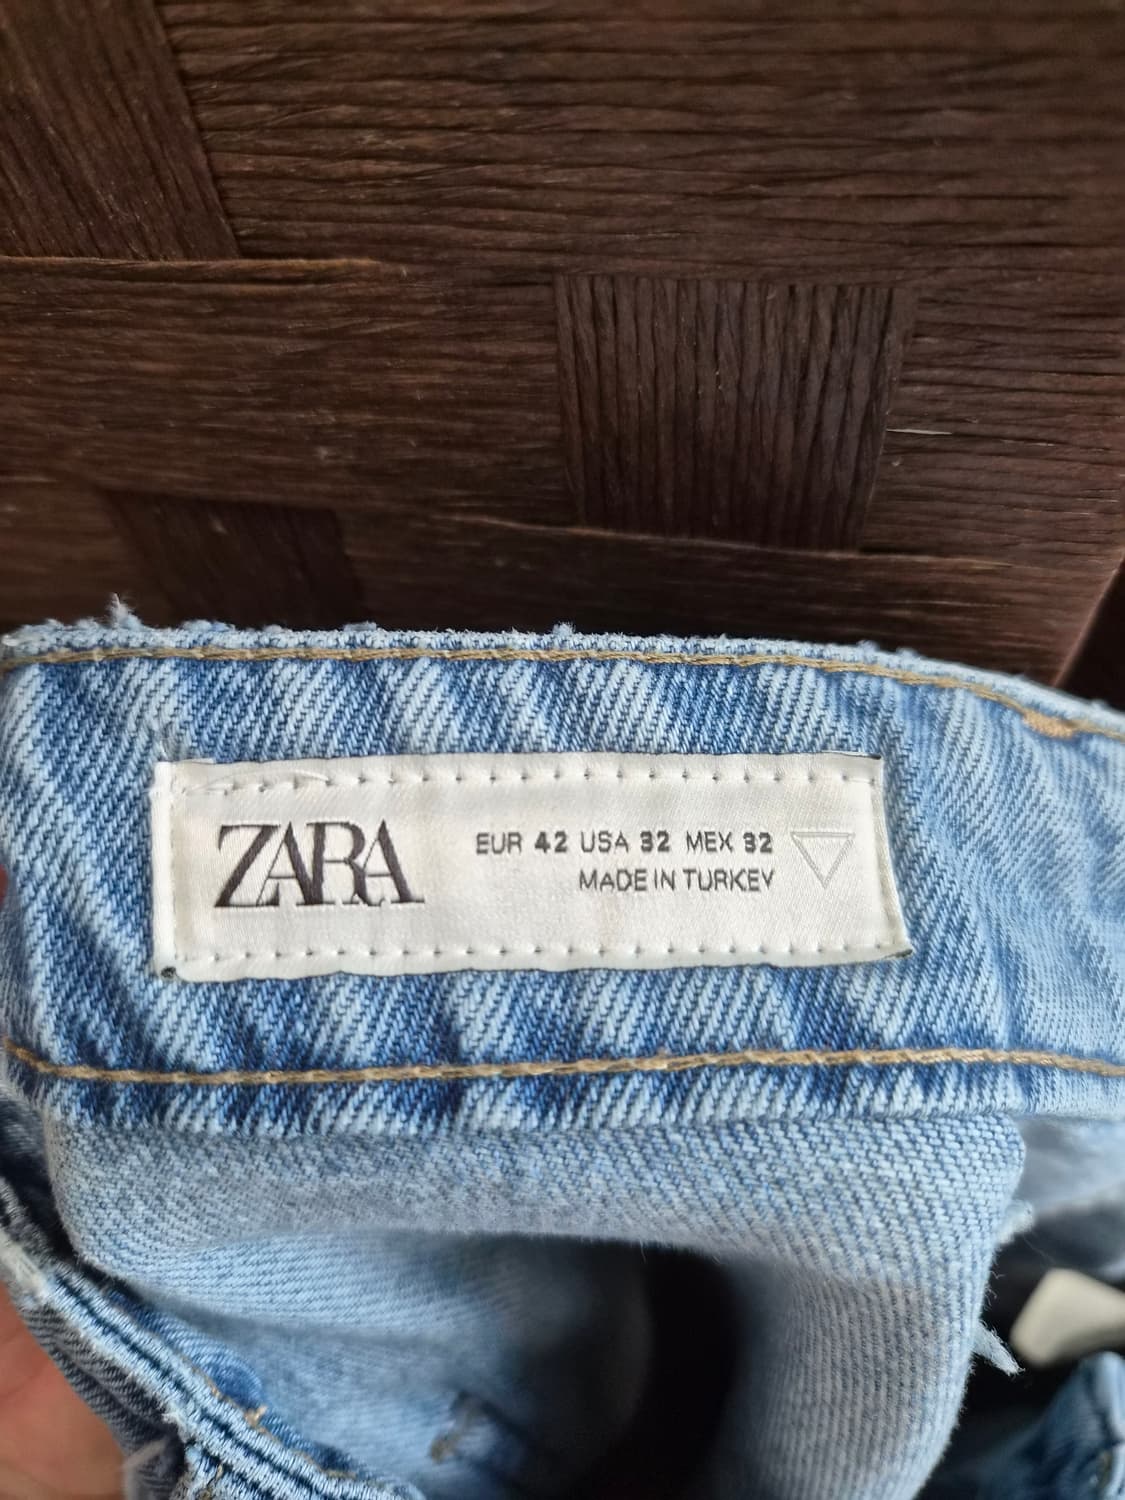 ZARA
EUR 42 USA 32 MEX 32
MADE IN TURKEY